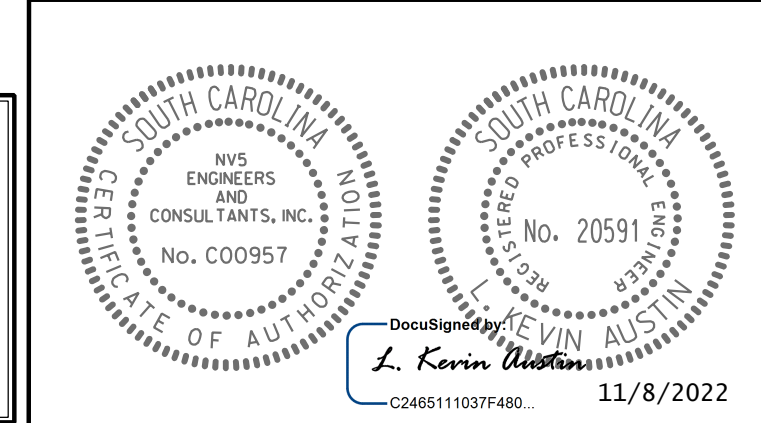 SOUTH CAROLINA
NV5
ENGINEERS
AND
CONSULTANTS, INC.
No. C00957
CERTIFICATE OF AUTHORIZATION
SOUTH CAROLINA
REGISTERED PROFESSIONAL ENGINEER
No. 20591
L. KEVIN AUSTIN
DocuSigned by:
L. Kevin Austin
C2465111037F480...
11/8/2022